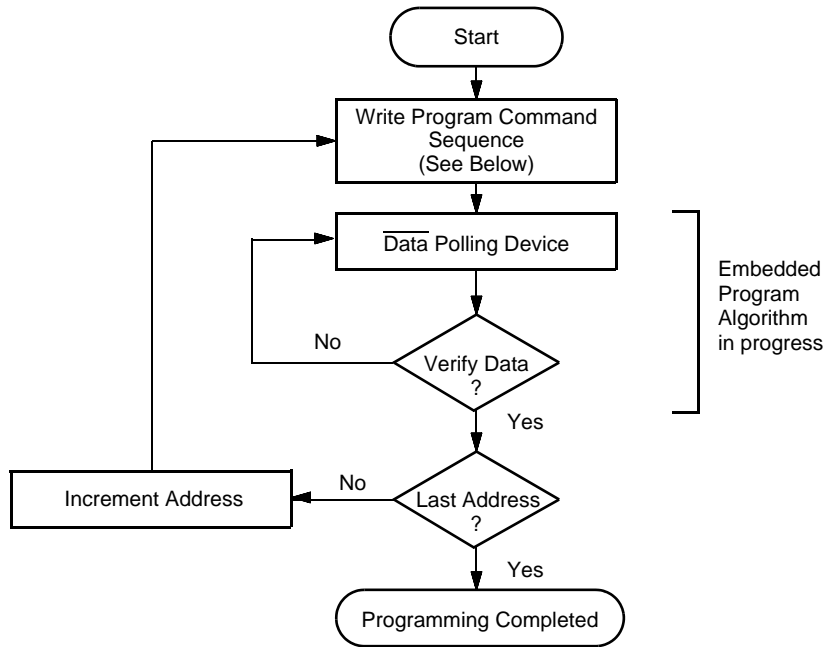 Start
Write Program Command
Sequence
(See Below)
Data Polling Device
Embedded
Program
Algorithm
in progress
No
Verify Data
?
Yes
Increment Address
No
Last Address
?
Yes
Programming Completed